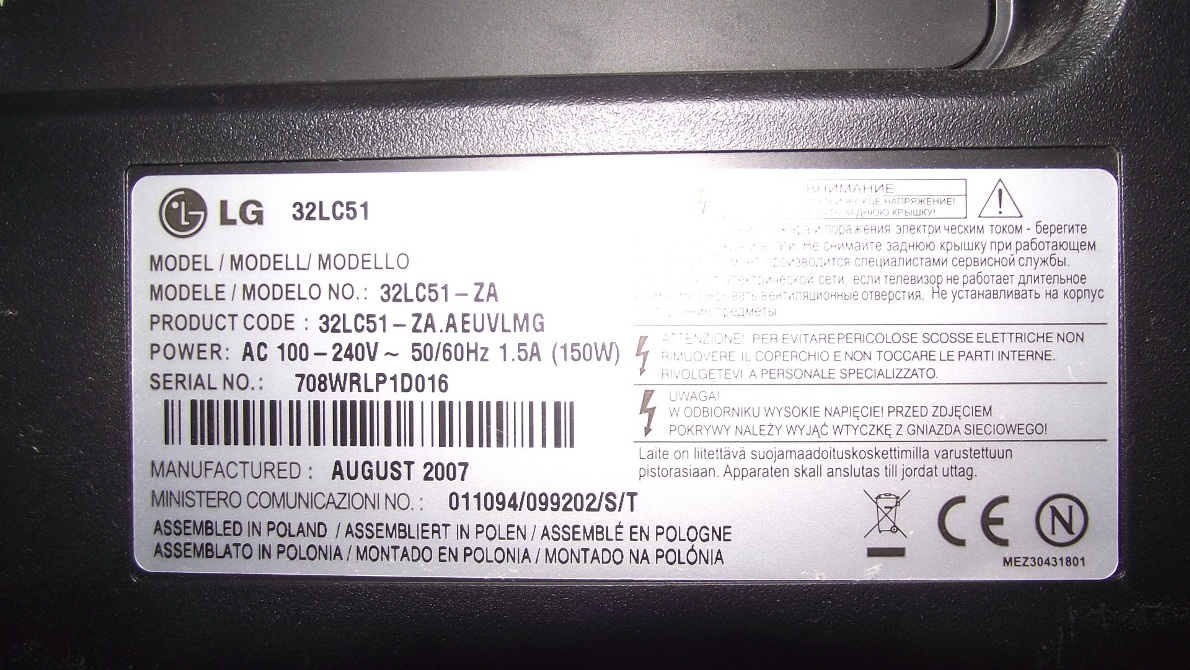 LG 32LC51
MODEL / MODELL/ MODELLO
MODELE / MODELO NO.: 32LC51-ZA
PRODUCT CODE : 32LC51-ZA.AEUVLMG
POWER: AC 100-240V~ 50/60Hz 1.5A (150W)
SERIAL NO.: 708WRLP1D016
MANUFACTURED : AUGUST 2007
MINISTERO COMUNICAZIONI NO. : 011094/099202/S/T
ASSEMBLED IN POLAND / ASSEMBLIERT IN POLEN / ASSEMBLÉ EN POLOGNE
ASSEMBLATO IN POLONIA / MONTADO EN POLONIA / MONTADO NA POLÓNIA
ВНИМАНИЕ
НАПРЯЖЕНИЕ!
ЗАДНЮЮ КРЫШКУ!
и поражения электрическим током - берегите
Не снимайте заднюю крышку при работающем
производится специалистами сервисной службы.
электрической сети, если телевизор не работает длительное
вентиляционные отверстия. Не устанавливать на корпус
предметы
ATTENZIONE! PER EVITARE PERICOLOSE SCOSSE ELETTRICHE NON
RIMUOVERE IL COPERCHIO E NON TOCCARE LE PARTI INTERNE.
RIVOLGETEVI A PERSONALE SPECIALIZZATO.
UWAGA!
W ODBIORNIKU WYSOKIE NAPIĘCIE! PRZED ZDJĘCIEM
POKRYWY NALEŻY WYJĄĆ WTYCZKĘ Z GNIAZDA SIECIOWEGO!
Laite on liitettävä suojamaadoituskoskettimilla varustettuun
pistorasiaan. Apparaten skall anslutas till jordat uttag.
CE N
MEZ30431801